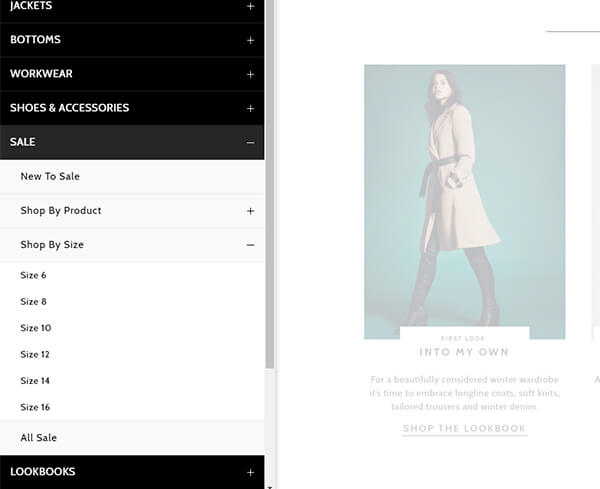 JACKETS +
BOTTOMS +
WORKWEAR +
SHOES & ACCESSORIES +
SALE –
New To Sale
Shop By Product +
Shop By Size –
Size 6
Size 8
Size 10
Size 12
Size 14
Size 16
All Sale
LOOKBOOKS +
FIRST LOOK
INTO MY OWN
For a beautifully considered winter wardrobe
it's time to embrace longline coats, soft knits,
tailored trousers and winter denim.
SHOP THE LOOKBOOK
A